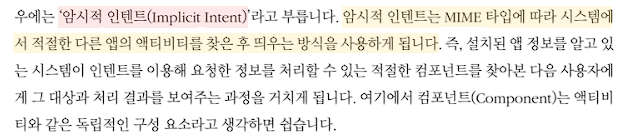 우에는 ‘암시적 인텐트(Implicit Intent)’라고 부릅니다. 암시적 인텐트는 MIME 타입에 따라 시스템에
서 적절한 다른 앱의 액티비티를 찾은 후 띄우는 방식을 사용하게 됩니다. 즉, 설치된 앱 정보를 알고 있
는 시스템이 인텐트를 이용해 요청한 정보를 처리할 수 있는 적절한 컴포넌트를 찾아본 다음 사용자에
게 그 대상과 처리 결과를 보여주는 과정을 거치게 됩니다. 여기에서 컴포넌트(Component)는 액티비
티와 같은 독립적인 구성 요소라고 생각하면 쉽습니다.